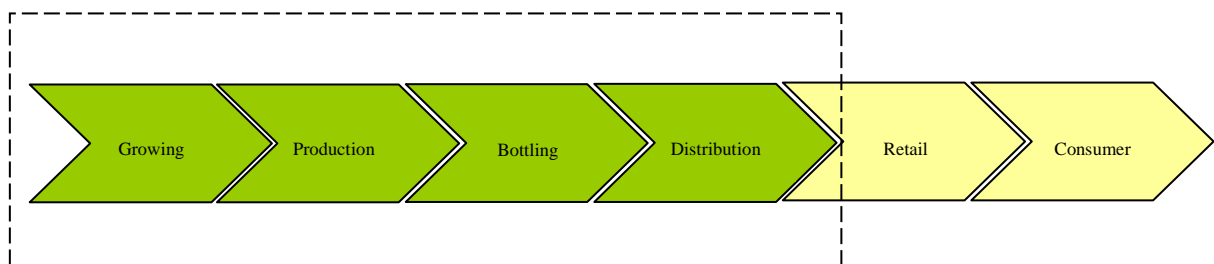 Growing
Production
Bottling
Distribution
Retail
Consumer